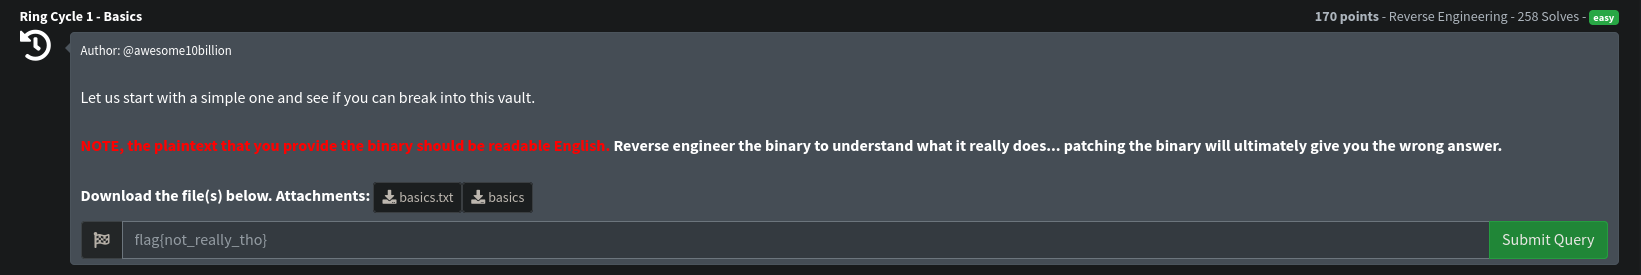 Ring Cycle 1 - Basics 170 points - Reverse Engineering - 258 Solves - easy
Author: @awesome10billion
Let us start with a simple one and see if you can break into this vault.
NOTE, the plaintext that you provide the binary should be readable English. Reverse engineer the binary to understand what it really does... patching the binary will ultimately give you the wrong answer.
Download the file(s) below. Attachments: basics.txt basics
flag{not_really_tho} Submit Query